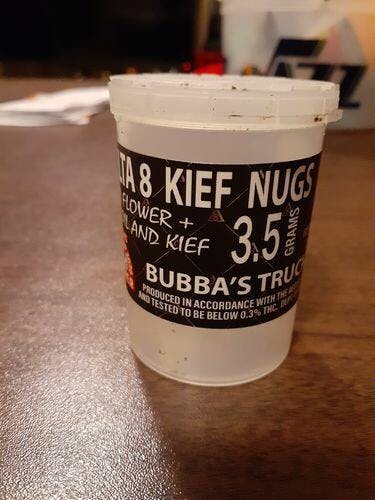 LTA 8 KIEF NUGS
FLOWER +
AND KIEF
3.5
GRAMS
BUBBA'S TRUC
PRODUCED IN ACCORDANCE WITH THE
AND TESTED TO BE BELOW 0.3% THC.